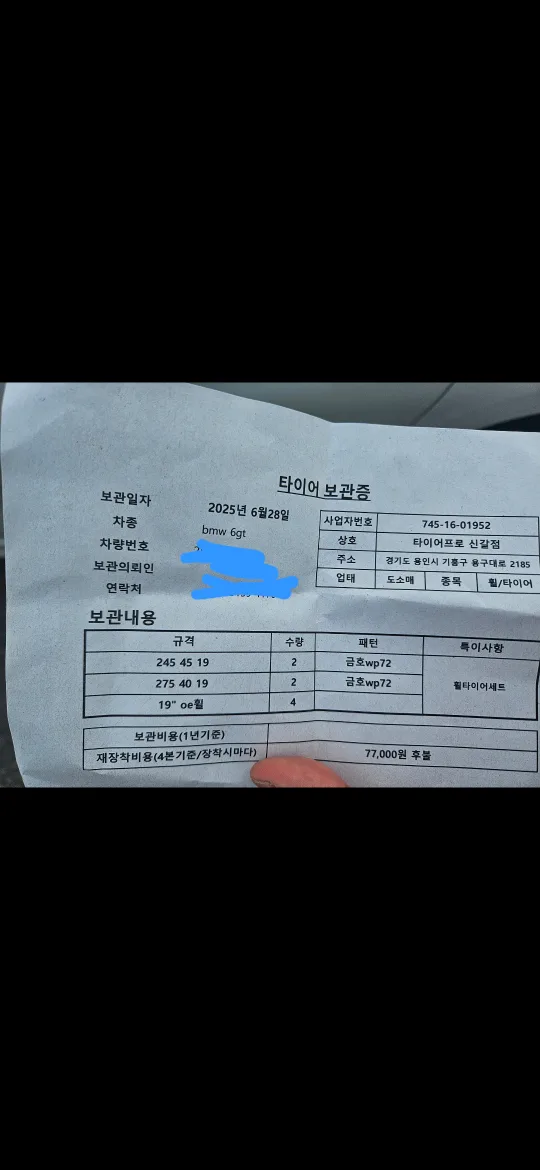 타이어 보관증
보관일자 2025년 6월28일
차종 bmw 6gt
차량번호
보관의뢰인
연락처
사업자번호 745-16-01952
상호 타이어프로 신갈점
주소 경기도 용인시 기흥구 용구대로 2185
업태 도소매 종목 휠/타이어
보관내용
규격 수량 패턴 특이사항
245 45 19 2 금호wp72
275 40 19 2 금호wp72 휠타이어세트
19" oe휠 4
보관비용(1년기준)
재장착비용(4본기준/장착시마다) 77,000원 후불